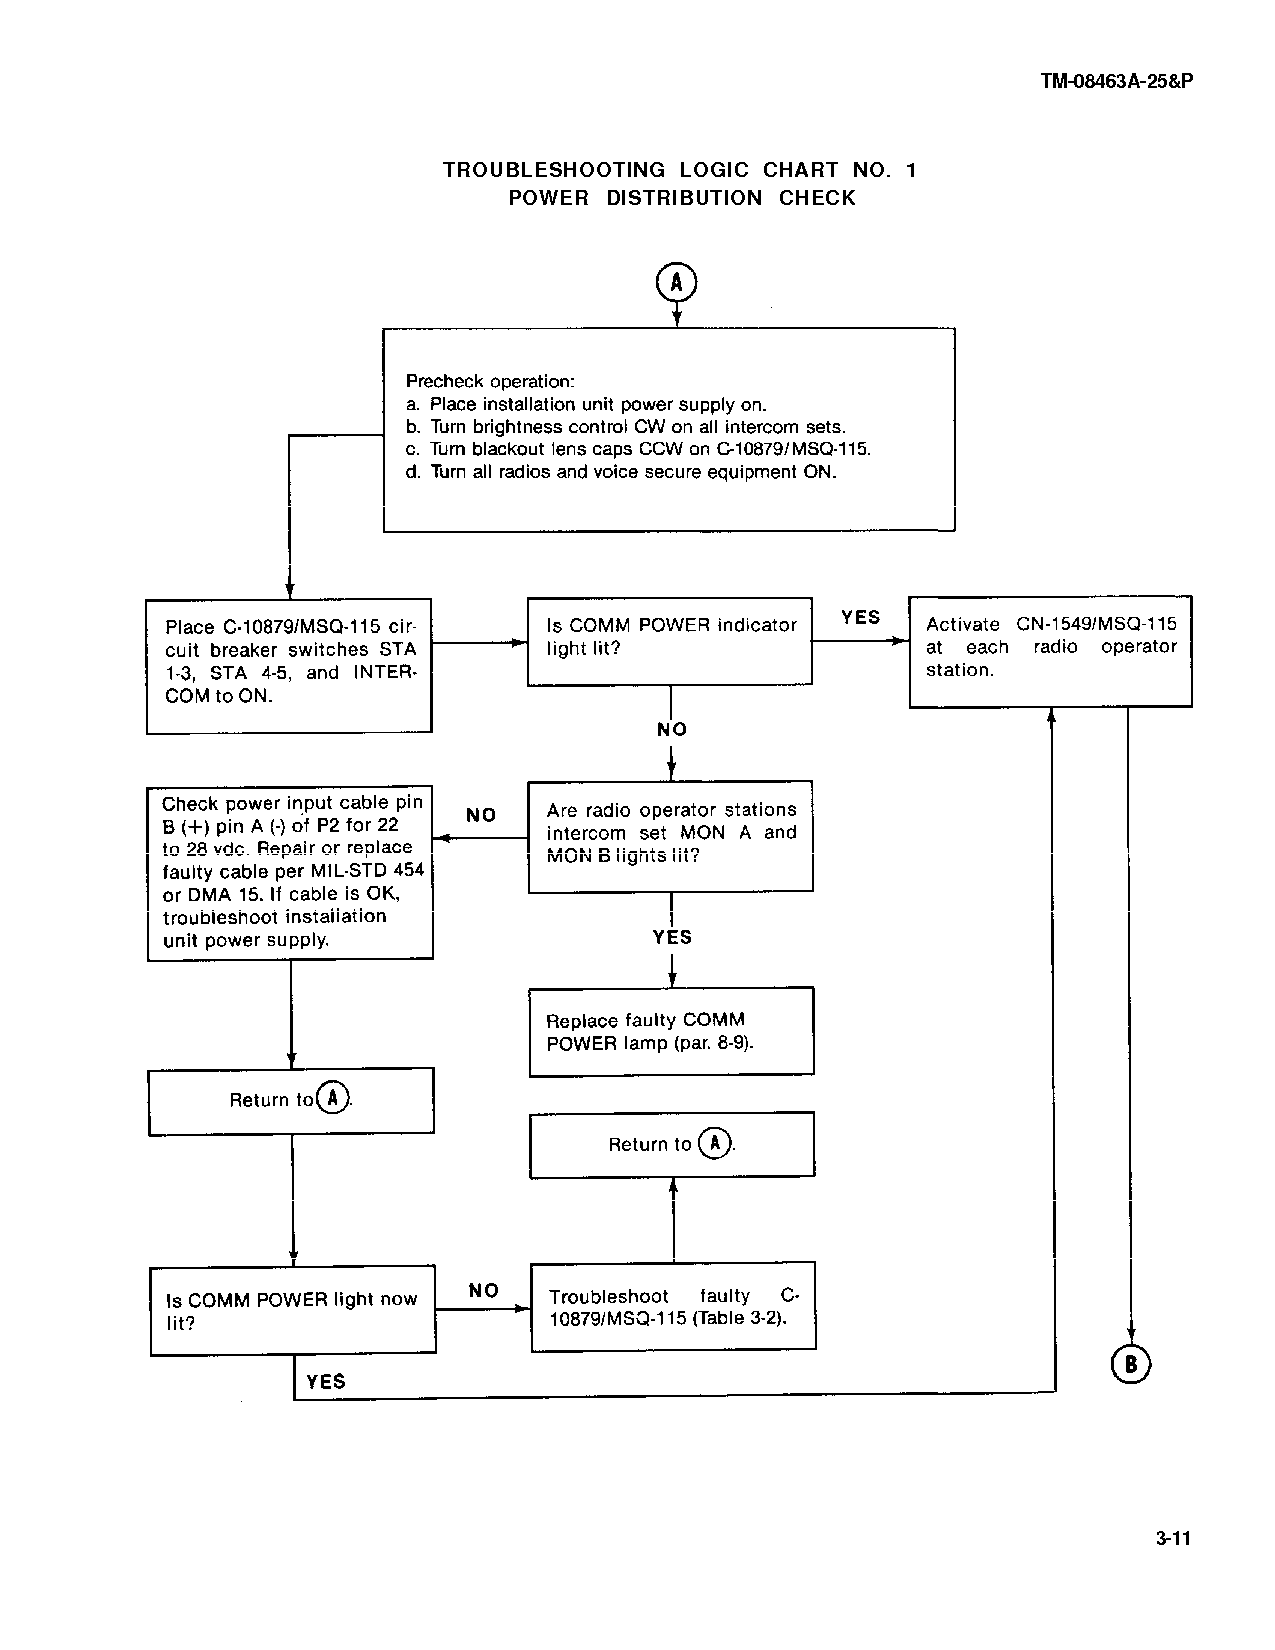 TM-08463A-25&P
TROUBLESHOOTING LOGIC CHART NO. 1
POWER DISTRIBUTION CHECK
A
Precheck operation:
a. Place installation unit power supply on.
b. Turn brightness control CW on all intercom sets.
c. Turn blackout lens caps CCW on C-10879/MSQ-115.
d. Turn all radios and voice secure equipment ON.
Place C-10879/MSQ-115 cir-
cuit breaker switches STA
1-3, STA 4-5, and INTER-
COM to ON.
Is COMM POWER indicator
light lit?
YES
Activate CN-1549/MSQ-115
at each radio operator
station.
NO
Are radio operator stations
intercom set MON A and
MON B lights lit?
NO
Check power input cable pin
B (+) pin A (-) of P2 for 22
to 28 vdc. Repair or replace
faulty cable per MIL-STD 454
or DMA 15. If cable is OK,
troubleshoot installation
unit power supply.
YES
Replace faulty COMM
POWER lamp (par. 8-9).
Return to A.
Return to A.
Is COMM POWER light now
lit?
NO
Troubleshoot faulty C-
10879/MSQ-115 (Table 3-2).
YES
B
3-11